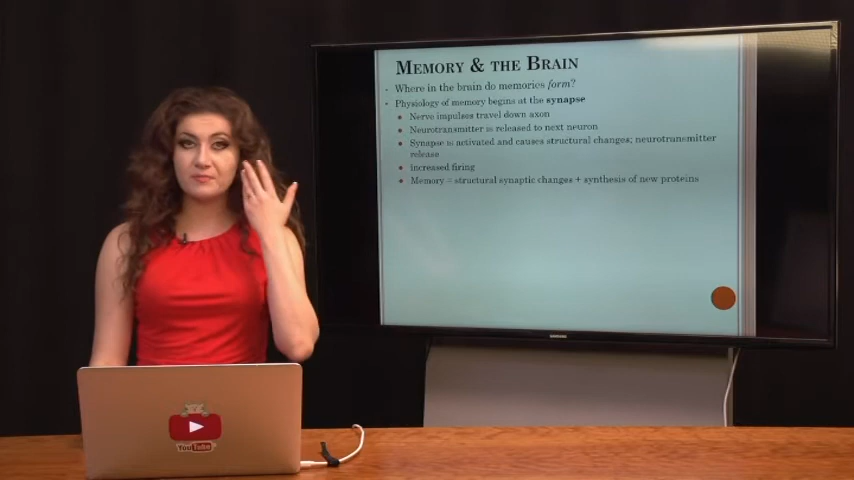 MEMORY & THE BRAIN
Where in the brain do memories form?
Physiology of memory begins at the synapse
Nerve impulses travel down axon
Neurotransmitter is released to next neuron
Synapse is activated and causes structural changes; neurotransmitter
release
increased firing
Memory = structural synaptic changes + synthesis of new proteins
SAMSUNG
YouTube